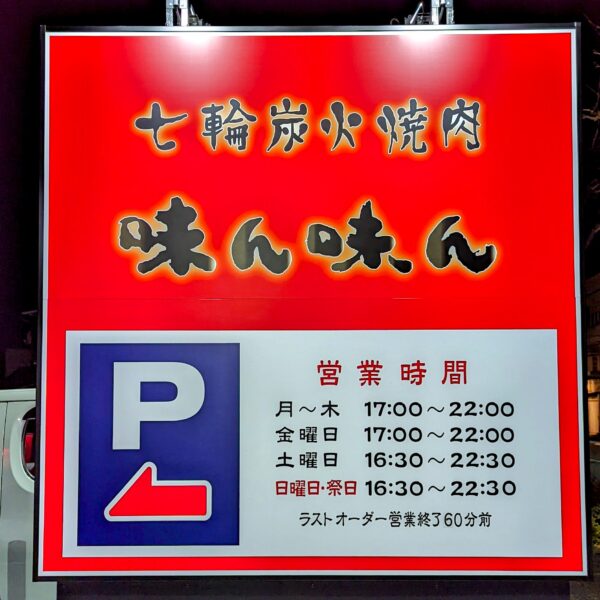 七輪炭火焼肉
味ん味ん
P
営業時間
月〜木 17:00〜22:00
金曜日 17:00〜22:00
土曜日 16:30〜22:30
日曜日・祭日 16:30〜22:30
ラストオーダー営業終了60分前